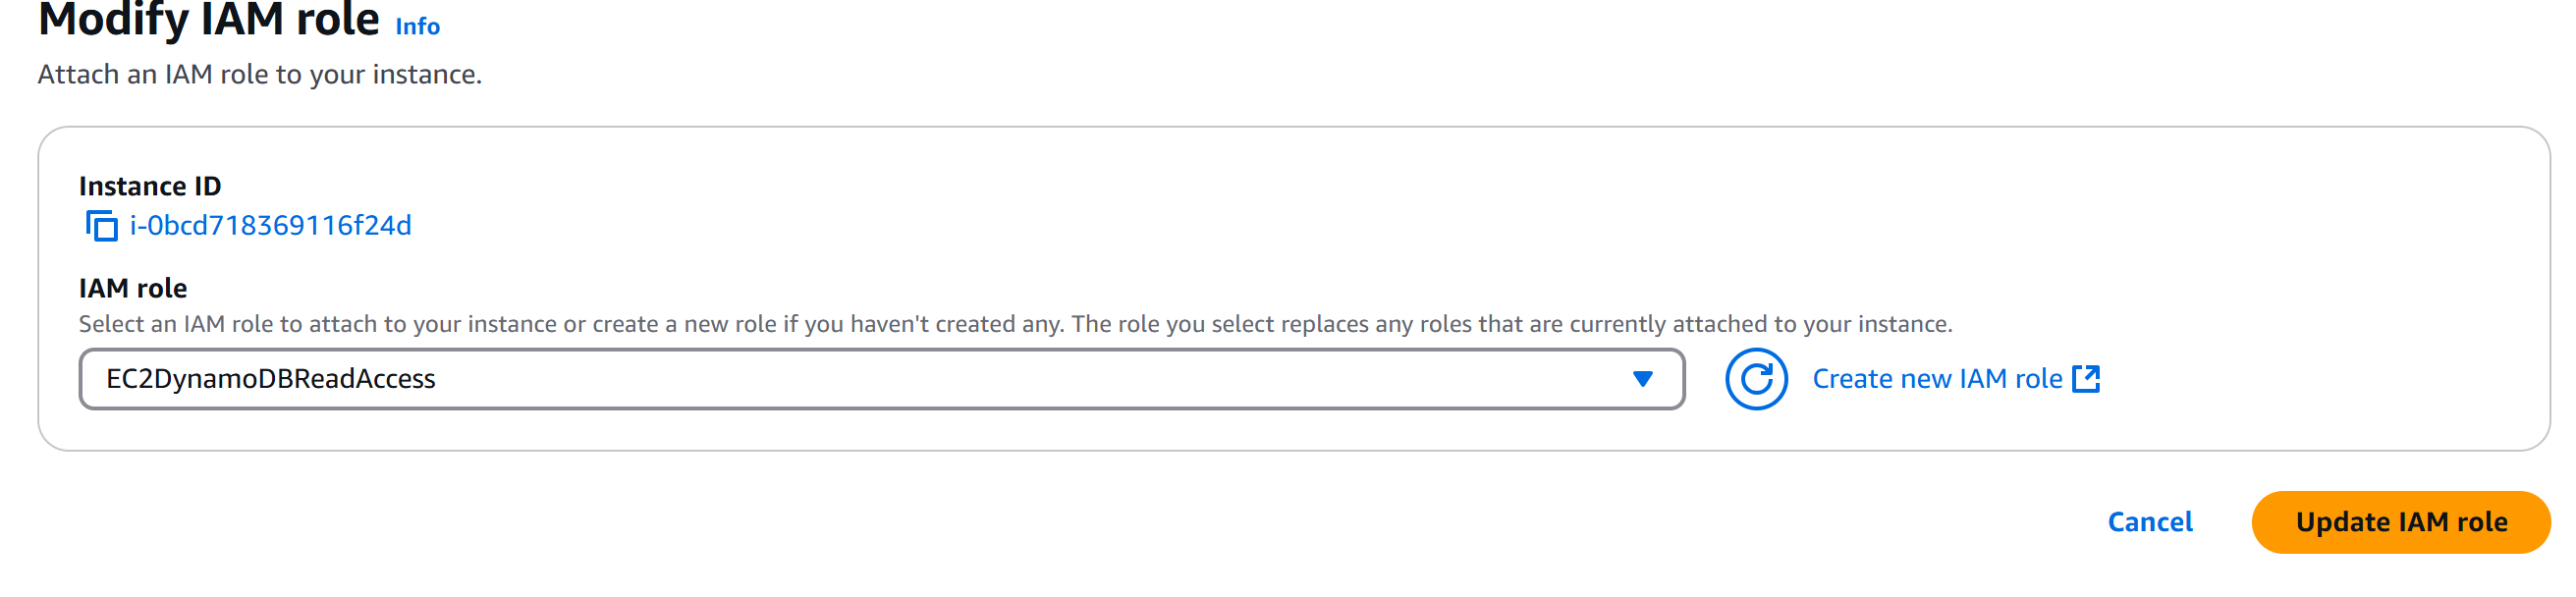 Modify IAM role Info
Attach an IAM role to your instance.
Instance ID
i-0bcd718369116f24d
IAM role
Select an IAM role to attach to your instance or create a new role if you haven't created any. The role you select replaces any roles that are currently attached to your instance.
EC2DynamoDBReadAccess
Create new IAM role
Cancel
Update IAM role